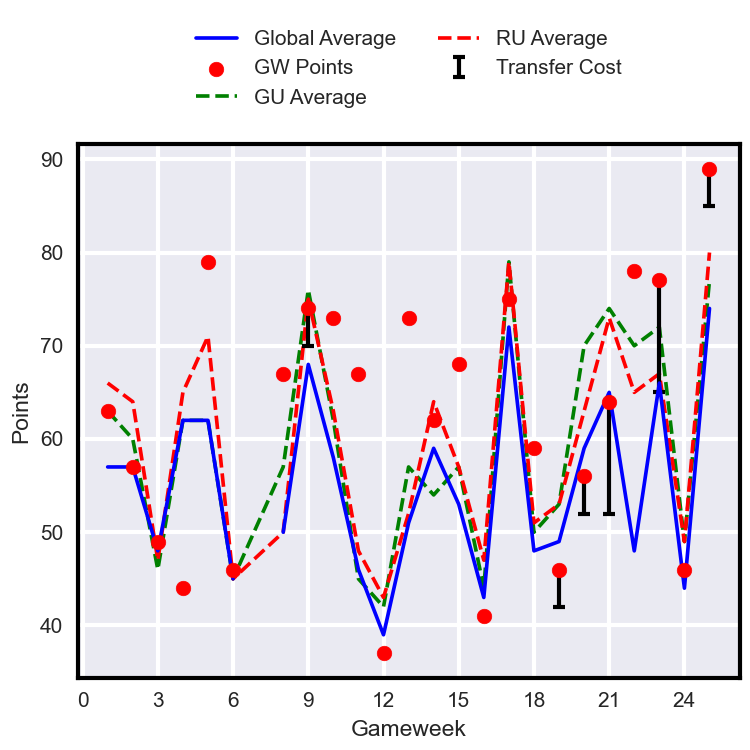 Global Average
GW Points
GU Average
RU Average
Transfer Cost
90
80
70
60
50
40
Points
0 3 6 9 12 15 18 21 24
Gameweek